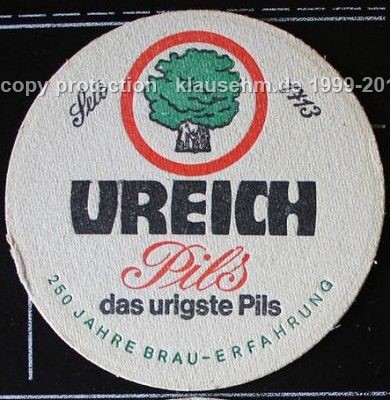 copy protection klausehm.de 1999-201
Seit 1743
UREICH
Pils
das urigste Pils
250 JAHRE BRAU-ERFAHRUNG